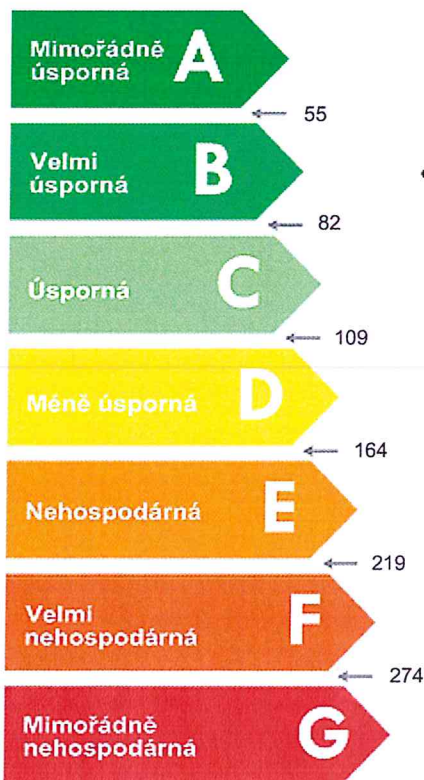 Mimořádně
úsporná
A
55
Velmi
úsporná
B
82
Úsporná
C
109
Méně úsporná
D
164
Nehospodárná
E
219
Velmi
nehospodárná
F
274
Mimořádně
nehospodárná
G